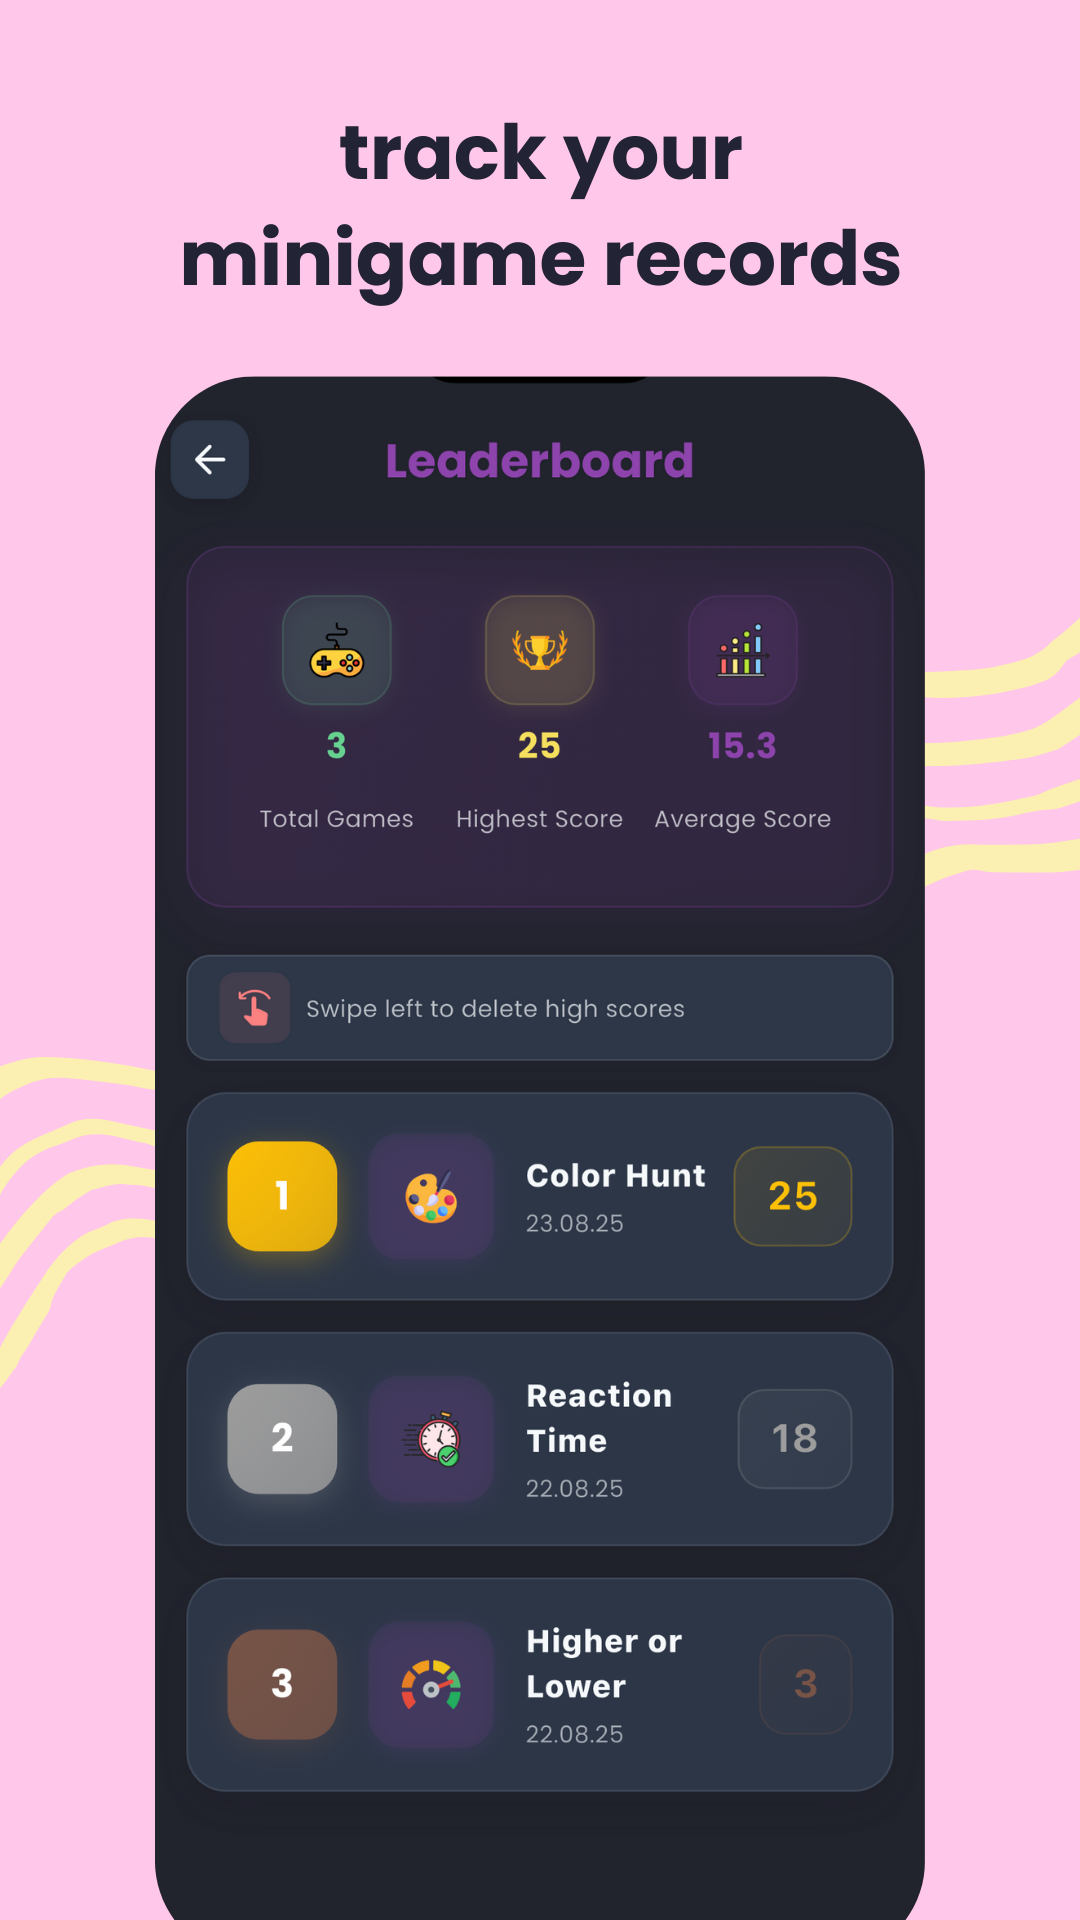 track your
minigame records
Leaderboard
3
25
15.3
Total Games
Highest Score
Average Score
Swipe left to delete high scores
1
Color Hunt
23.08.25
25
2
Reaction
Time
22.08.25
18
3
Higher or
Lower
22.08.25
3